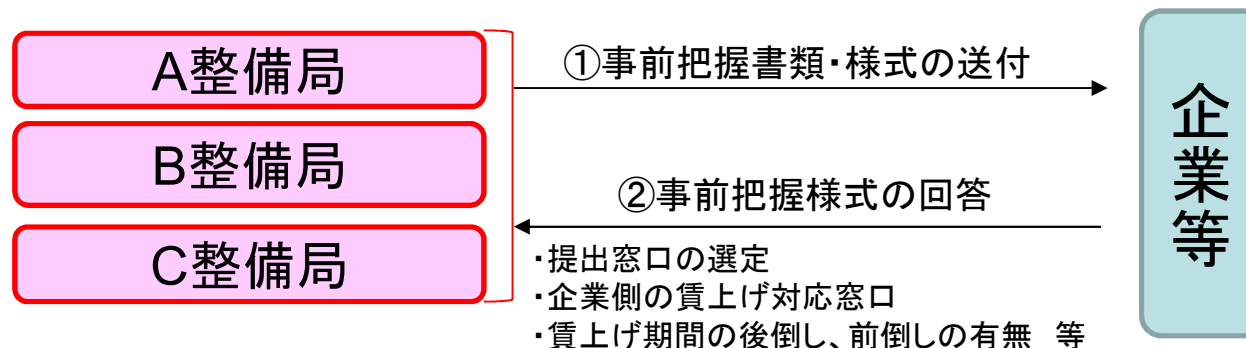 A整備局
B整備局
C整備局
①事前把握書類・様式の送付
②事前把握様式の回答
・提出窓口の選定
・企業側の賃上げ対応窓口
・賃上げ期間の後倒し、前倒しの有無　等
企業等